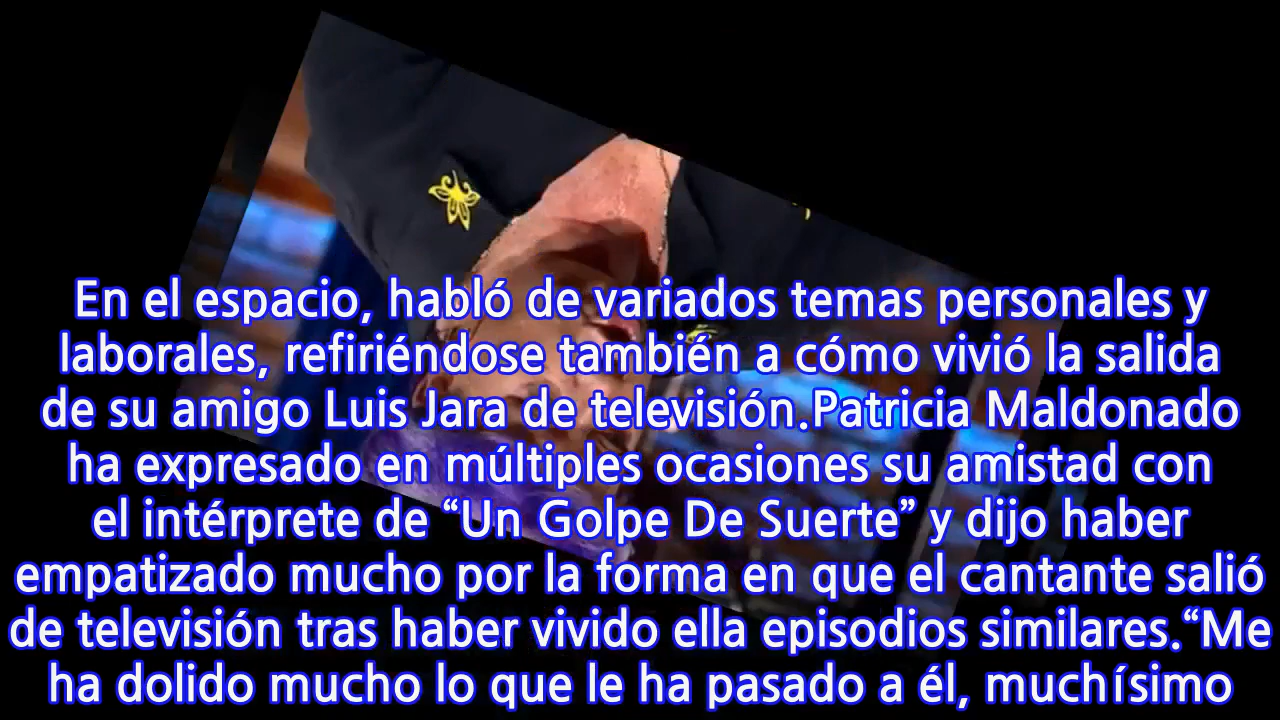 En el espacio, habló de variados temas personales y
laborales, refiriéndose también a cómo vivió la salida
de su amigo Luis Jara de televisión.Patricia Maldonado
ha expresado en múltiples ocasiones su amistad con
el intérprete de “Un Golpe De Suerte” y dijo haber
empatizado mucho por la forma en que el cantante salió
de televisión tras haber vivido ella episodios similares.“Me
ha dolido mucho lo que le ha pasado a él, muchísimo